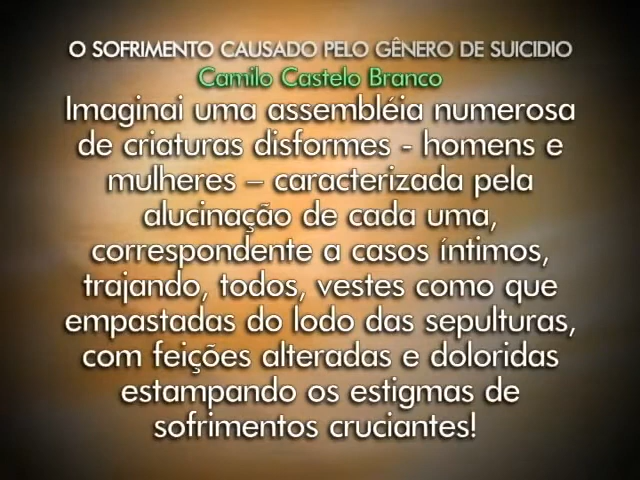 O SOFRIMENTO CAUSADO PELO GÊNERO DE SUICIDIO
Camilo Castelo Branco
Imaginai uma assembléia numerosa
de criaturas disformes - homens e
mulheres – caracterizada pela
alucinação de cada uma,
correspondente a casos íntimos,
trajando, todos, vestes como que
empastadas do lodo das sepulturas,
com feições alteradas e doloridas
estampando os estigmas de
sofrimentos cruciantes!